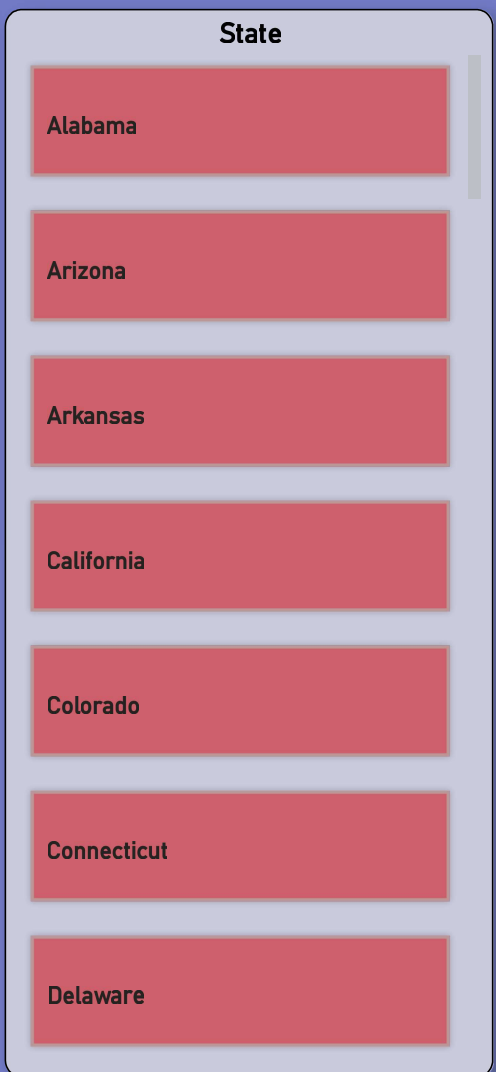 State
Alabama
Arizona
Arkansas
California
Colorado
Connecticut
Delaware